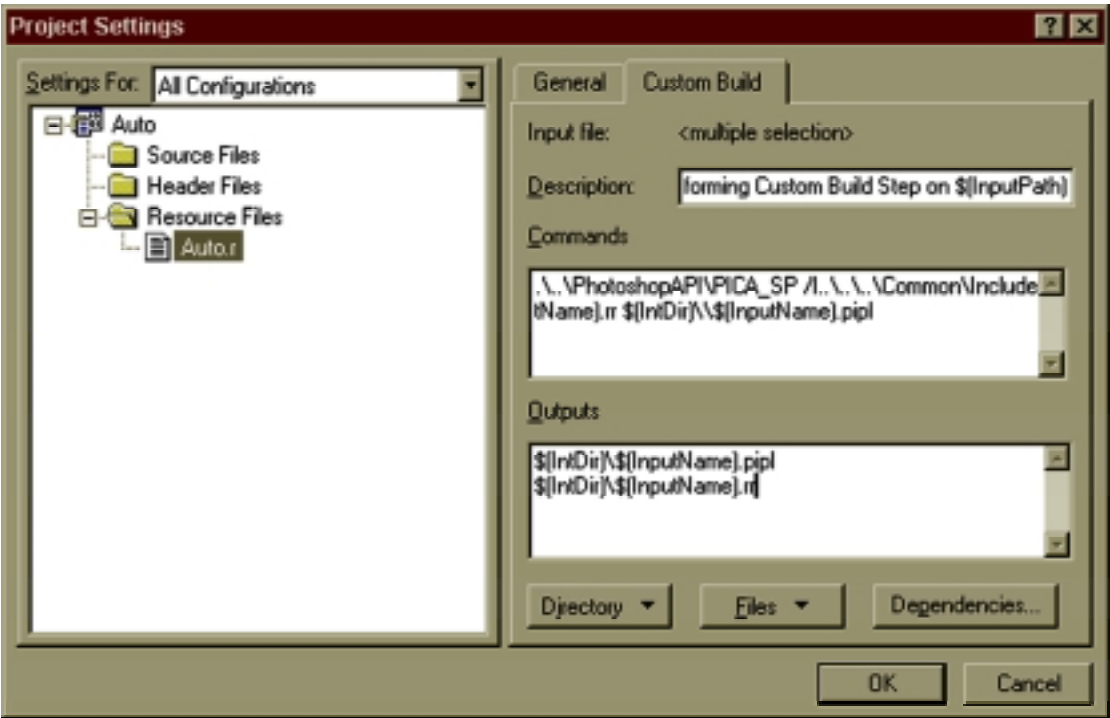 Project Settings
Settings For: All Configurations
Auto
Source Files
Header Files
Resource Files
Auto.r
General Custom Build
Input file: <multiple selection>
Description: forming Custom Build Step on $(InputPath)
Commands
.\..\PhotoshopAPI\PICA_SP /I..\..\..\Common\Include
tName).rr $(IntDir)\\$(InputName).pipl
Outputs
$(IntDir)\$(InputName).pipl
$(IntDir)\$(InputName).rr
Directory Files Dependencies...
OK Cancel